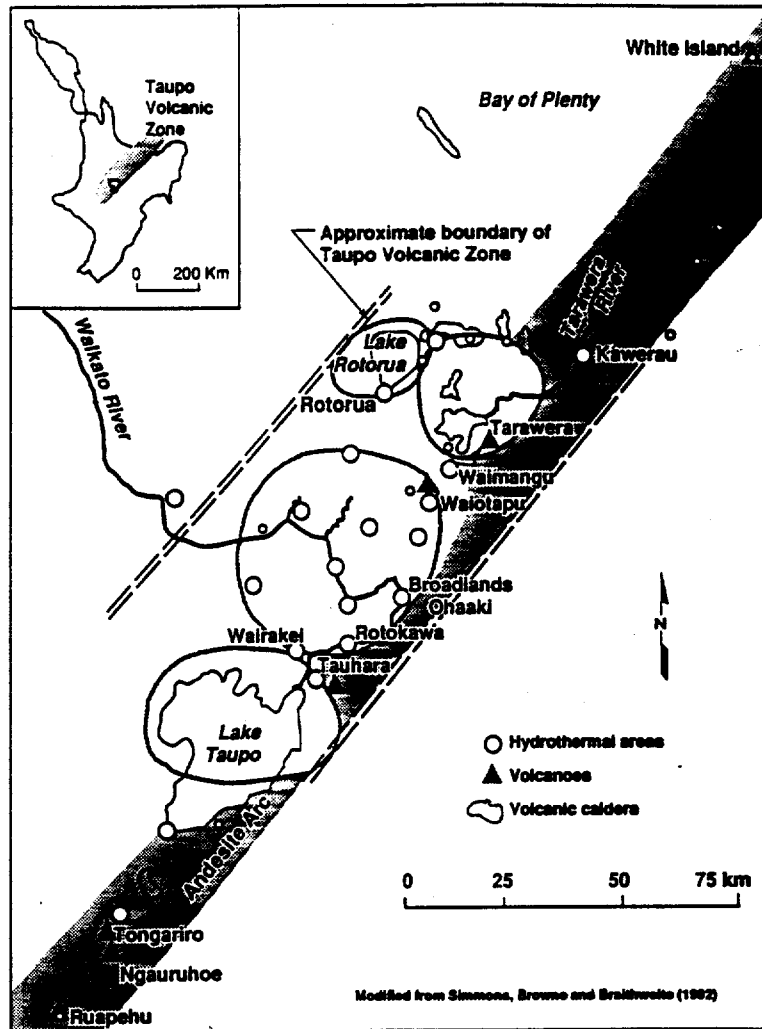 White Island
Taupo
Volcanic
Zone
Bay of Plenty
0 200 Km
Approximate boundary of
Taupo Volcanic Zone
Waikato River
Tarawera
River
Lake
Rotorua
Kawerau
Rotorua
Tarawera
Waimangu
Waiotapu
Broadlands
Ohaaki
Wairakei
Rotokawa
Tauhara
N
Lake
Taupo
Hydrothermal areas
Volcanoes
Volcanic caldera
Andesite Arc
0 25 50 75 km
Tongariro
Ngauruhoe
Modified from Simmons, Browne and Braithwaite (1992)
Ruapehu